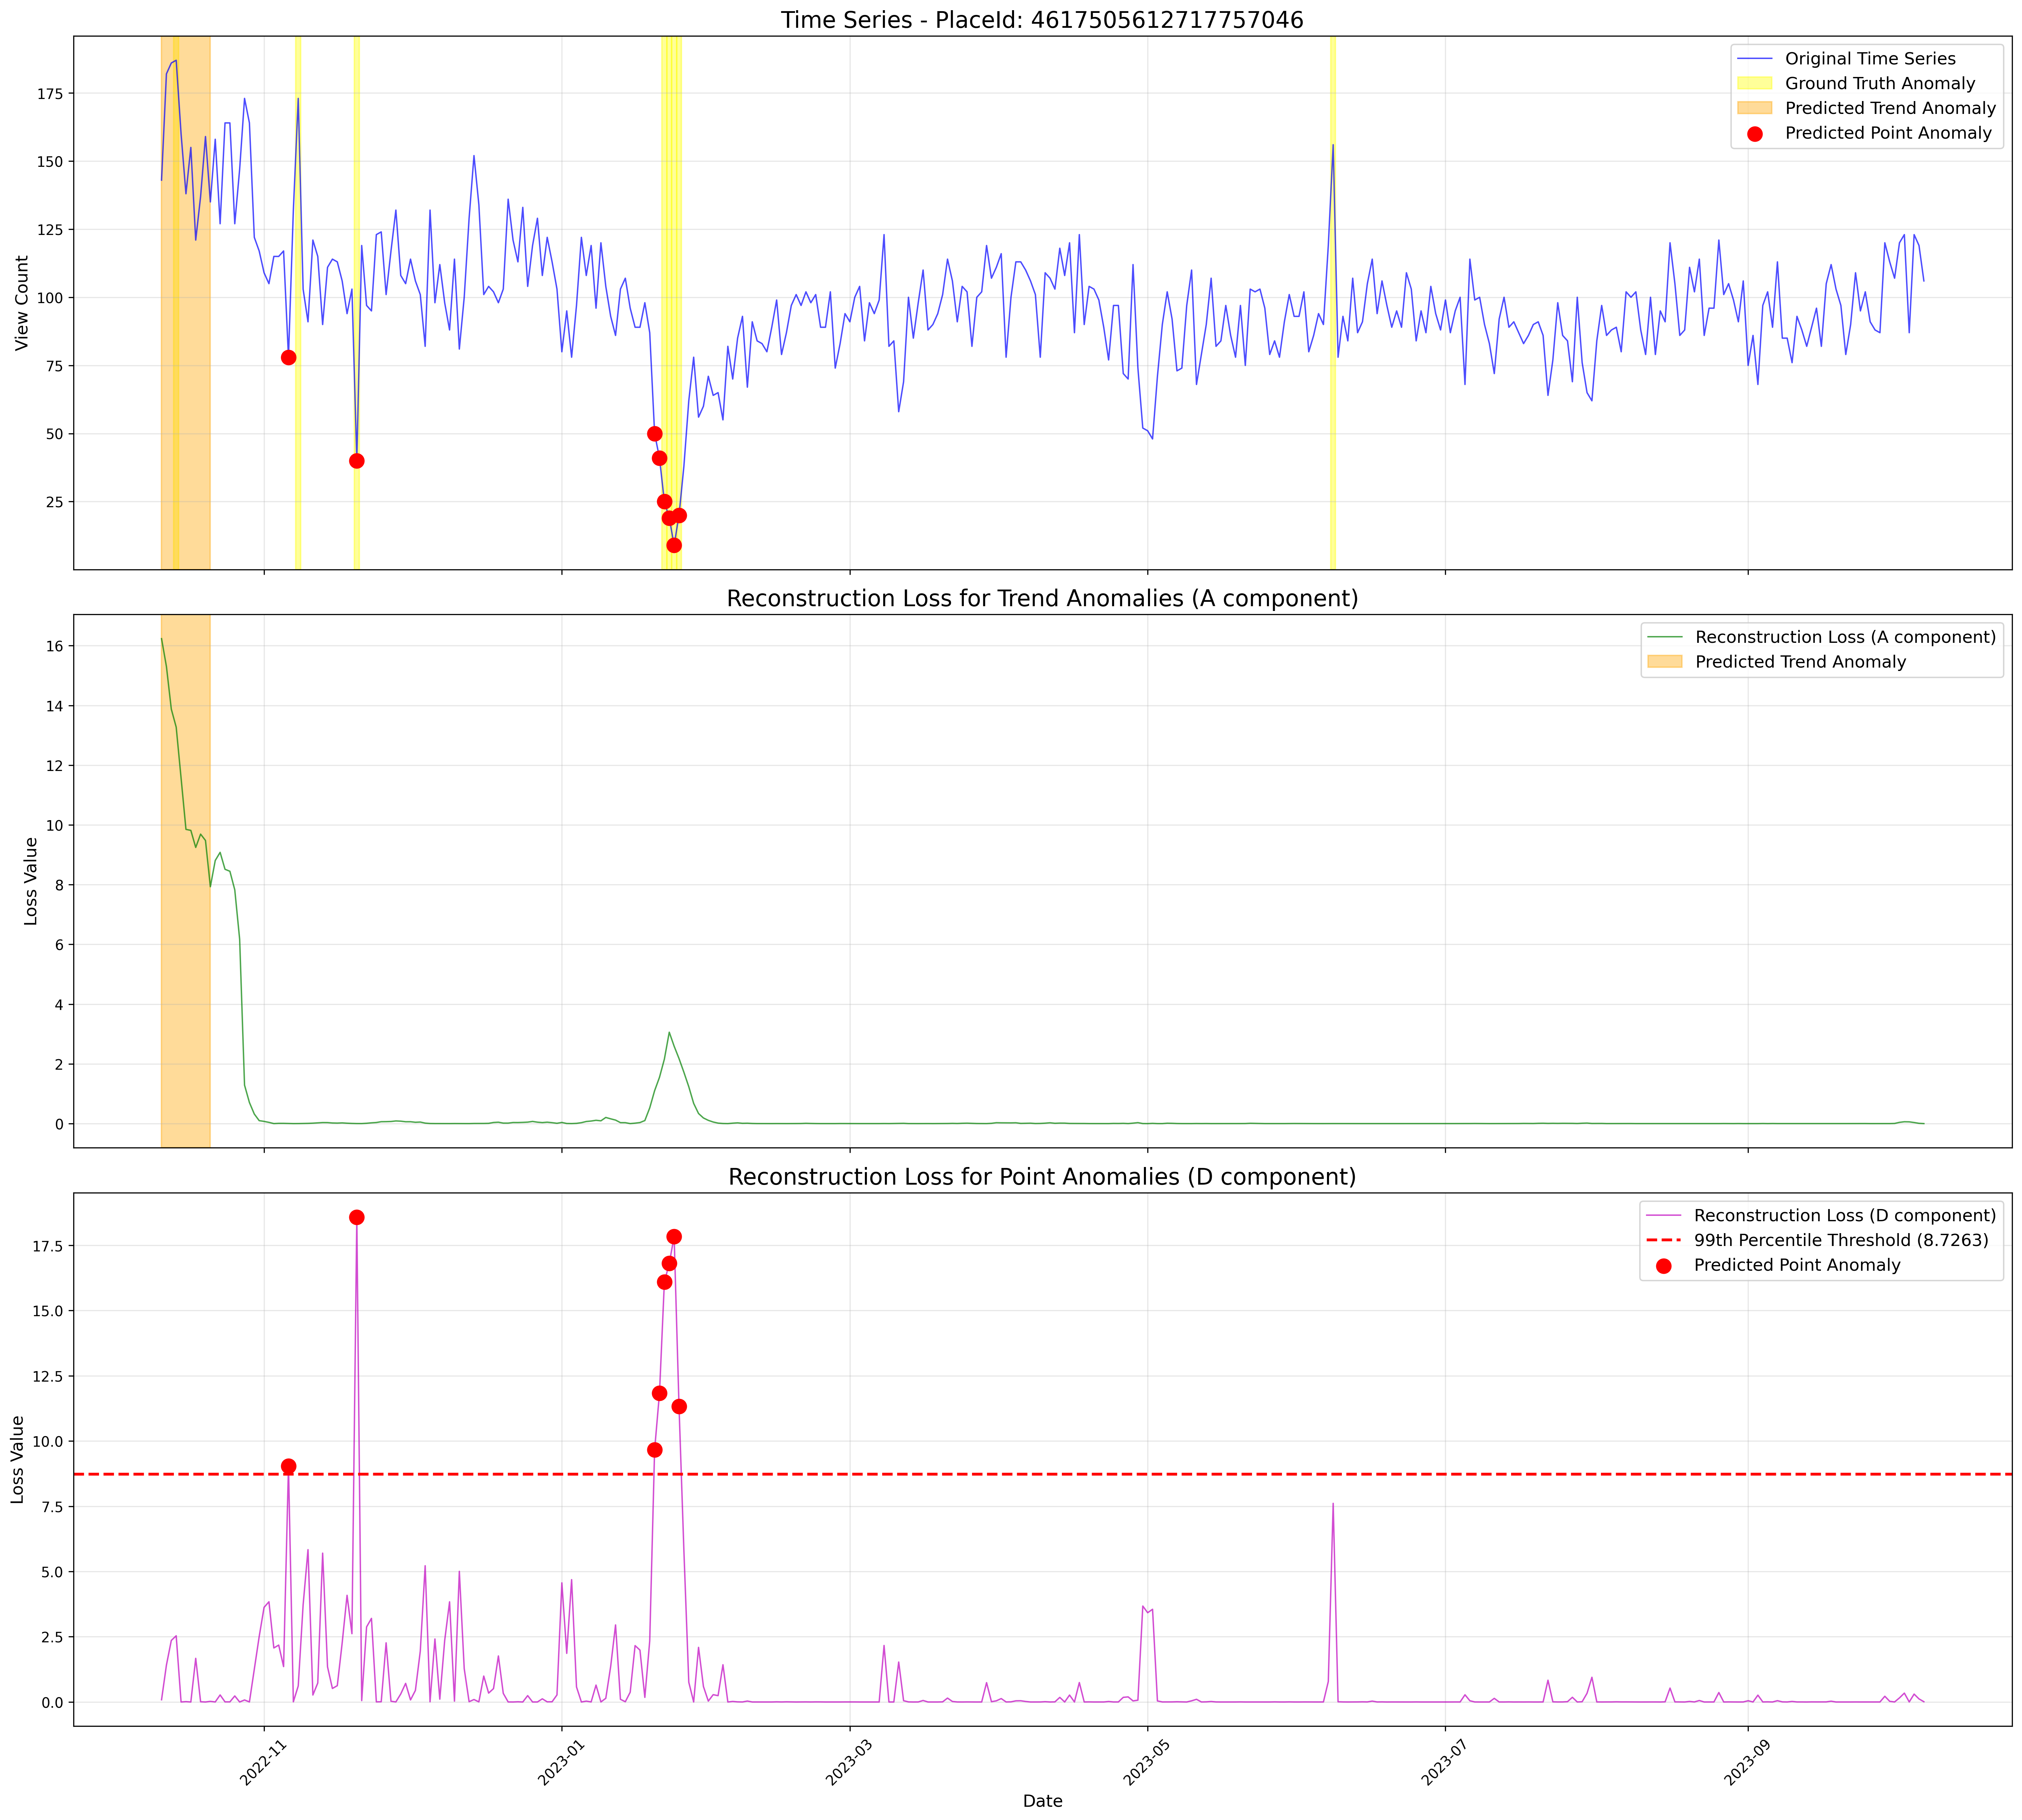 Time Series - PlaceId: 4617505612717757046
Original Time Series
Ground Truth Anomaly
Predicted Trend Anomaly
Predicted Point Anomaly
View Count
175
150
125
100
75
50
25
Reconstruction Loss for Trend Anomalies (A component)
Reconstruction Loss (A component)
Predicted Trend Anomaly
Loss Value
16
14
12
10
8
6
4
2
0
Reconstruction Loss for Point Anomalies (D component)
Reconstruction Loss (D component)
99th Percentile Threshold (8.7263)
Predicted Point Anomaly
Loss Value
17.5
15.0
12.5
10.0
7.5
5.0
2.5
0.0
2022-11
2023-01
2023-03
2023-05
2023-07
2023-09
Date